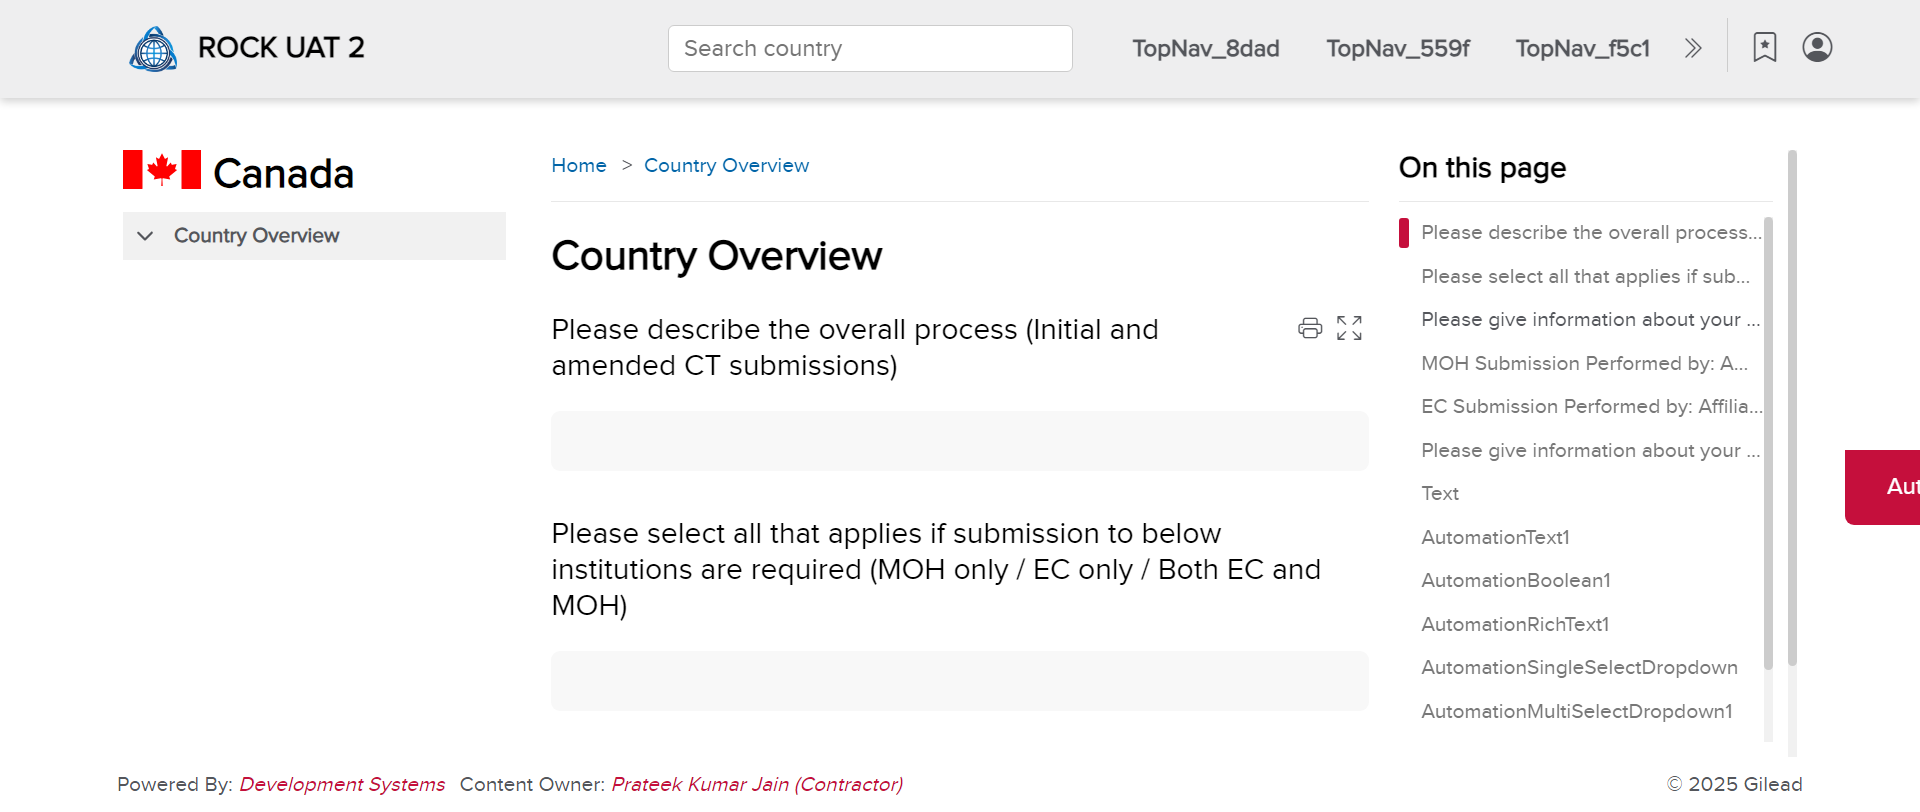 ROCK UAT 2
Search country
TopNav_8dad
TopNav_559f
TopNav_f5c1
Canada
Country Overview
Home > Country Overview
Country Overview
Please describe the overall process (Initial and
amended CT submissions)
Please select all that applies if submission to below
institutions are required (MOH only / EC only / Both EC and
MOH)
On this page
Please describe the overall process...
Please select all that applies if sub...
Please give information about your ...
MOH Submission Performed by: A...
EC Submission Performed by: Affilia...
Please give information about your ...
Text
AutomationText1
AutomationBoolean1
AutomationRichText1
AutomationSingleSelectDropdown
AutomationMultiSelectDropdown1
Aut
Powered By: Development Systems Content Owner: Prateek Kumar Jain (Contractor)
© 2025 Gilead